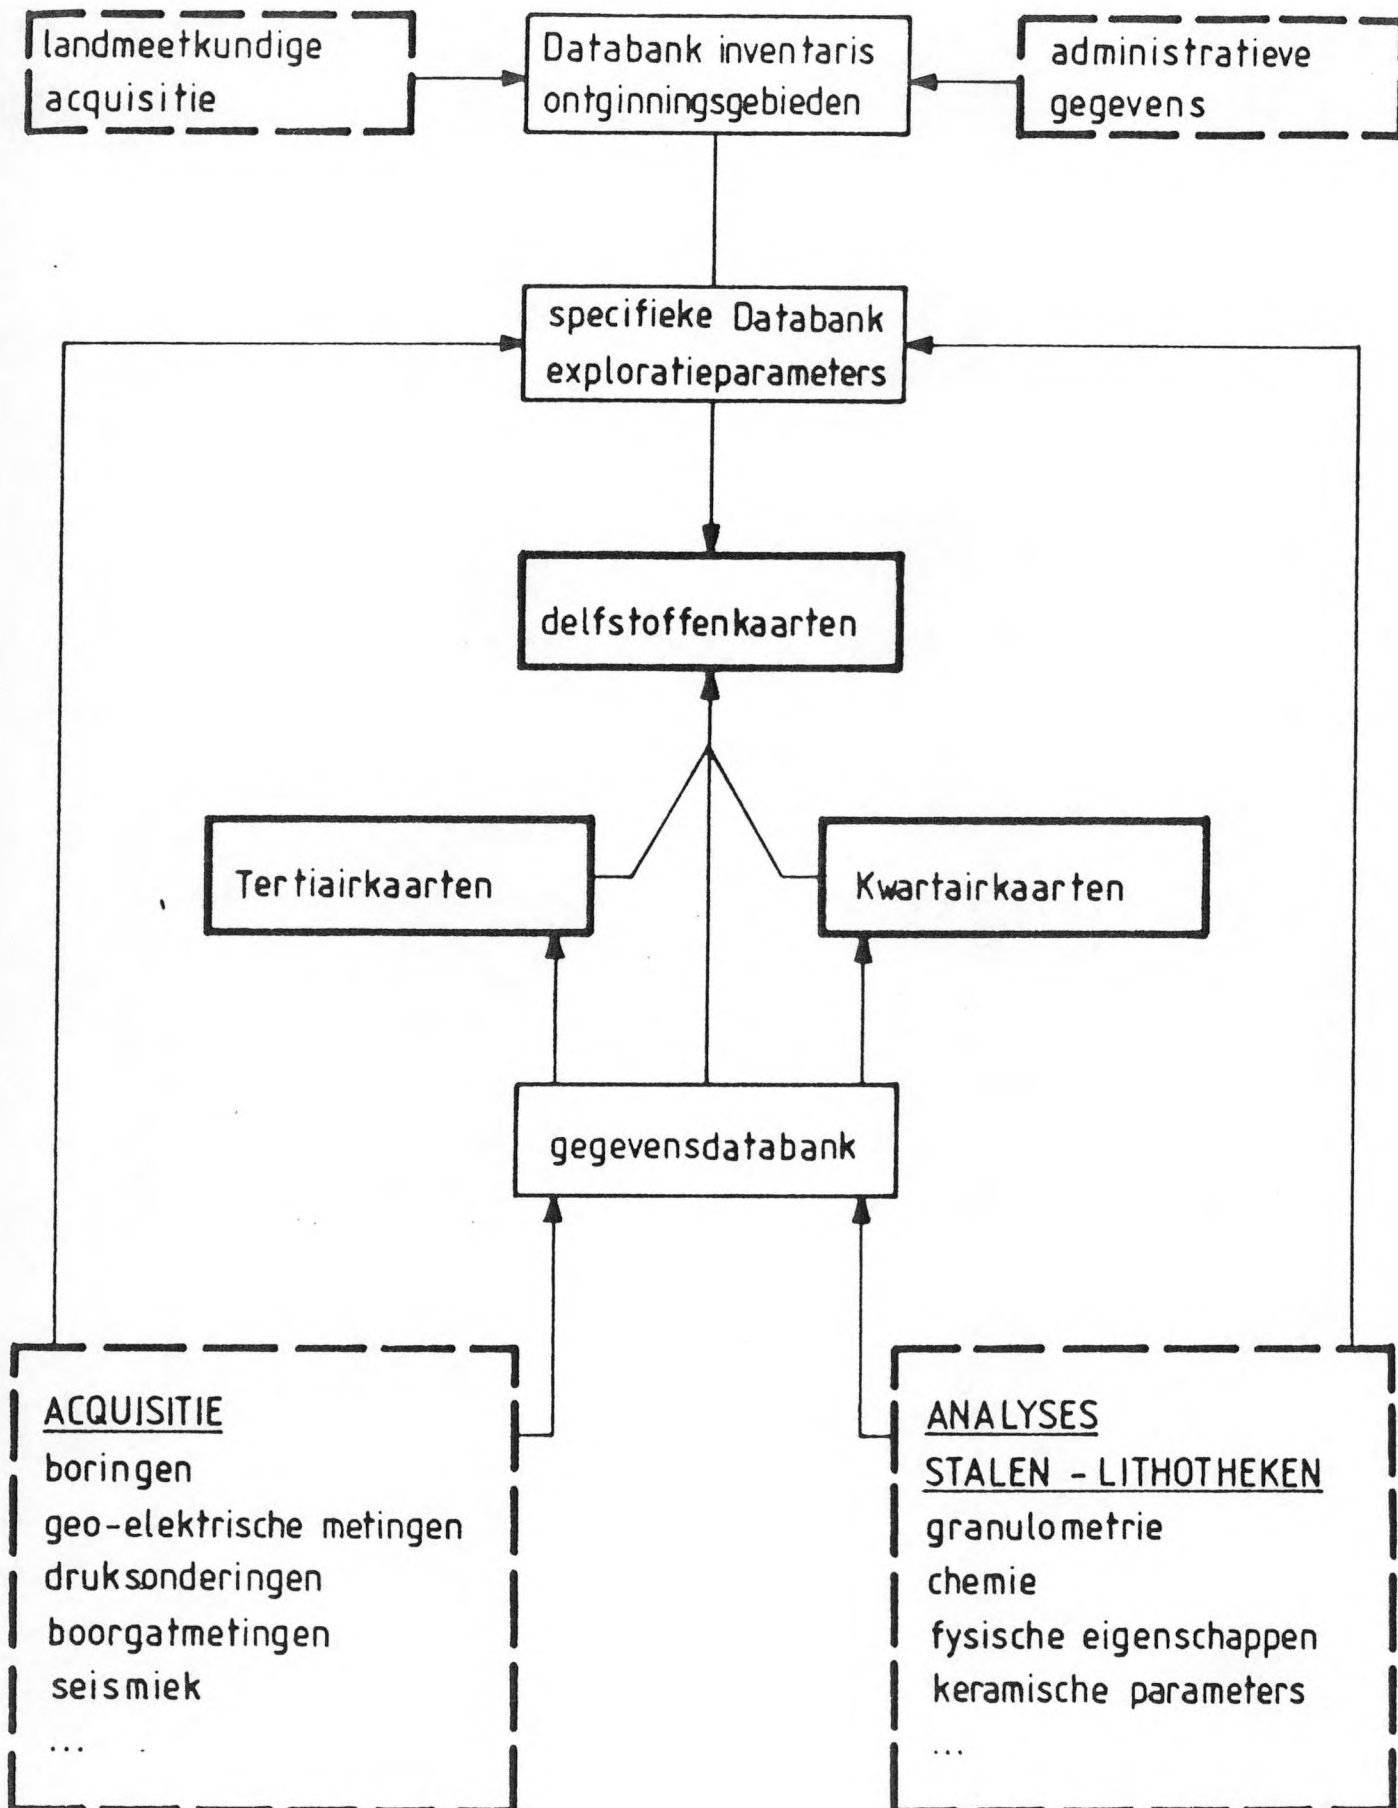 landmeetkundige
acquisitie
Databank inventaris
ontginningsgebieden
administratieve
gegevens
specifieke Databank
exploratieparameters
delfstoffenkaarten
Tertiairkaarten
Kwartairkaarten
gegevensdatabank
ACQUISITIE
boringen
geo-elektrische metingen
druksonderingen
boorgatmetingen
seismiek
...
ANALYSES
STALEN - LITHOTHEKEN
granulometrie
chemie
fysische eigenschappen
keramische parameters
...